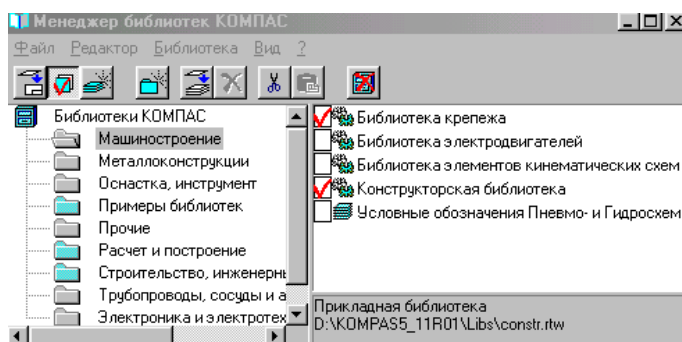 Менеджер библиотек КОМПАС
Файл Редактор Библиотека Вид ?
Библиотеки КОМПАС
Машиностроение
Металлоконструкции
Оснастка, инструмент
Примеры библиотек
Прочие
Расчет и построение
Строительство, инженерн
Трубопроводы, сосуды и а
Электроника и электротех
Библиотека крепежа
Библиотека электродвигателей
Библиотека элементов кинематических схем
Конструкторская библиотека
Условные обозначения Пневмо- и Гидросхем
Прикладная библиотека
D:\KOMPAS5_11R01\Libs\constr.rtw